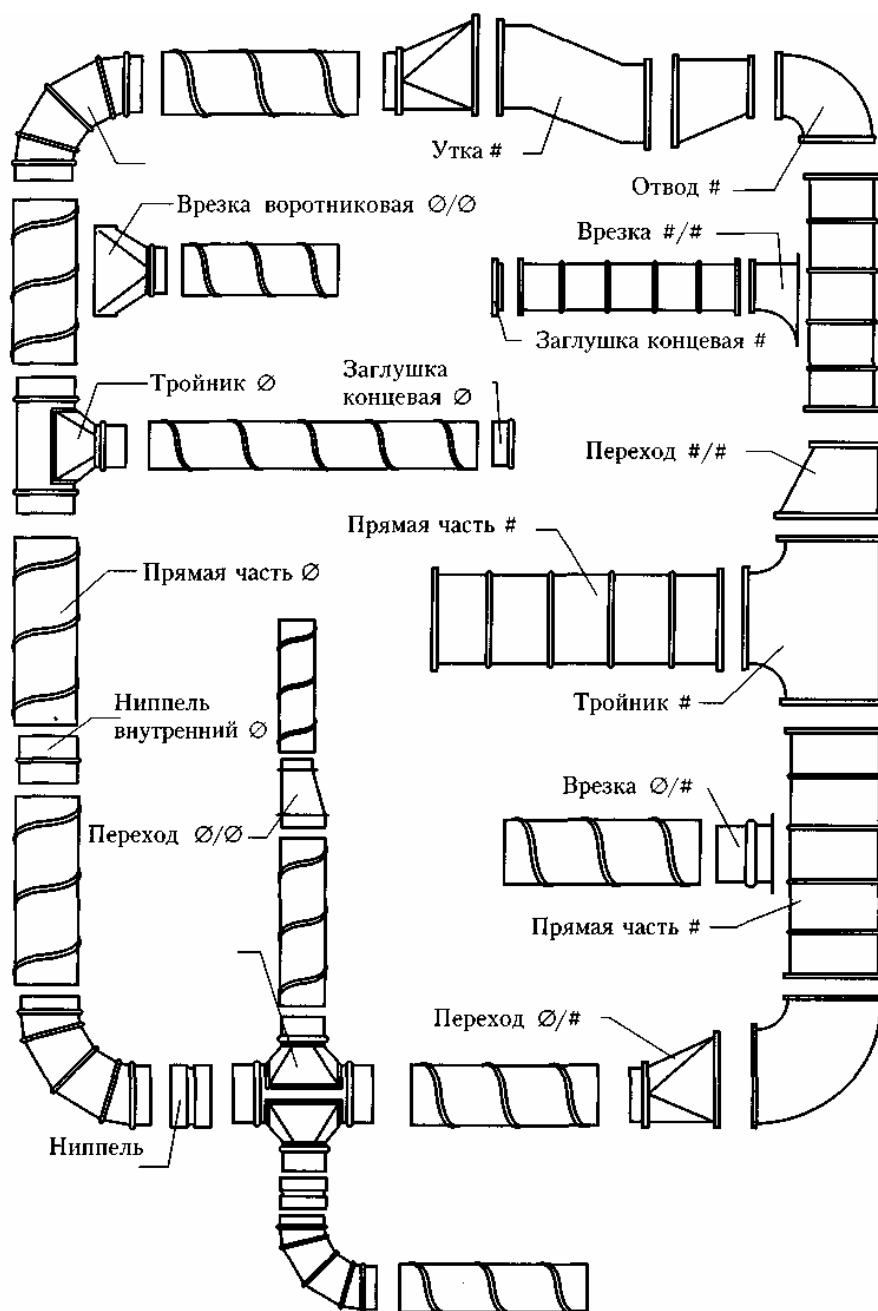 Утка #
Отвод #
Врезка воротниковая ∅/∅
Врезка #/#
Заглушка концевая #
Тройник ∅
Заглушка
концевая ∅
Переход #/#
Прямая часть #
Прямая часть ∅
Тройник #
Ниппель
внутренний ∅
Врезка ∅/#
Переход ∅/∅
Прямая часть #
Переход ∅/#
Ниппель